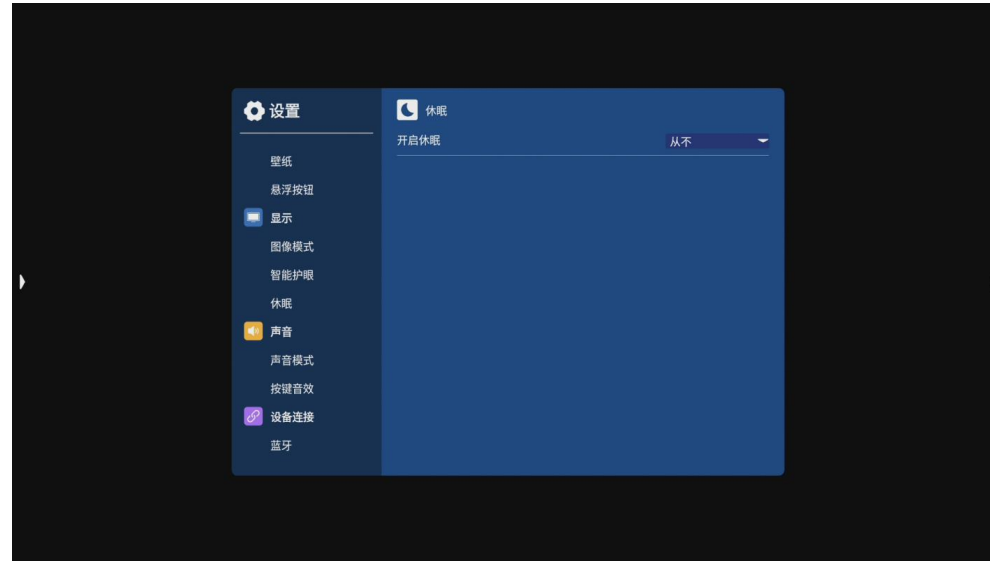 设置
壁纸
悬浮按钮
显示
图像模式
智能护眼
休眠
声音
声音模式
按键音效
设备连接
蓝牙
休眠
开启休眠 从不